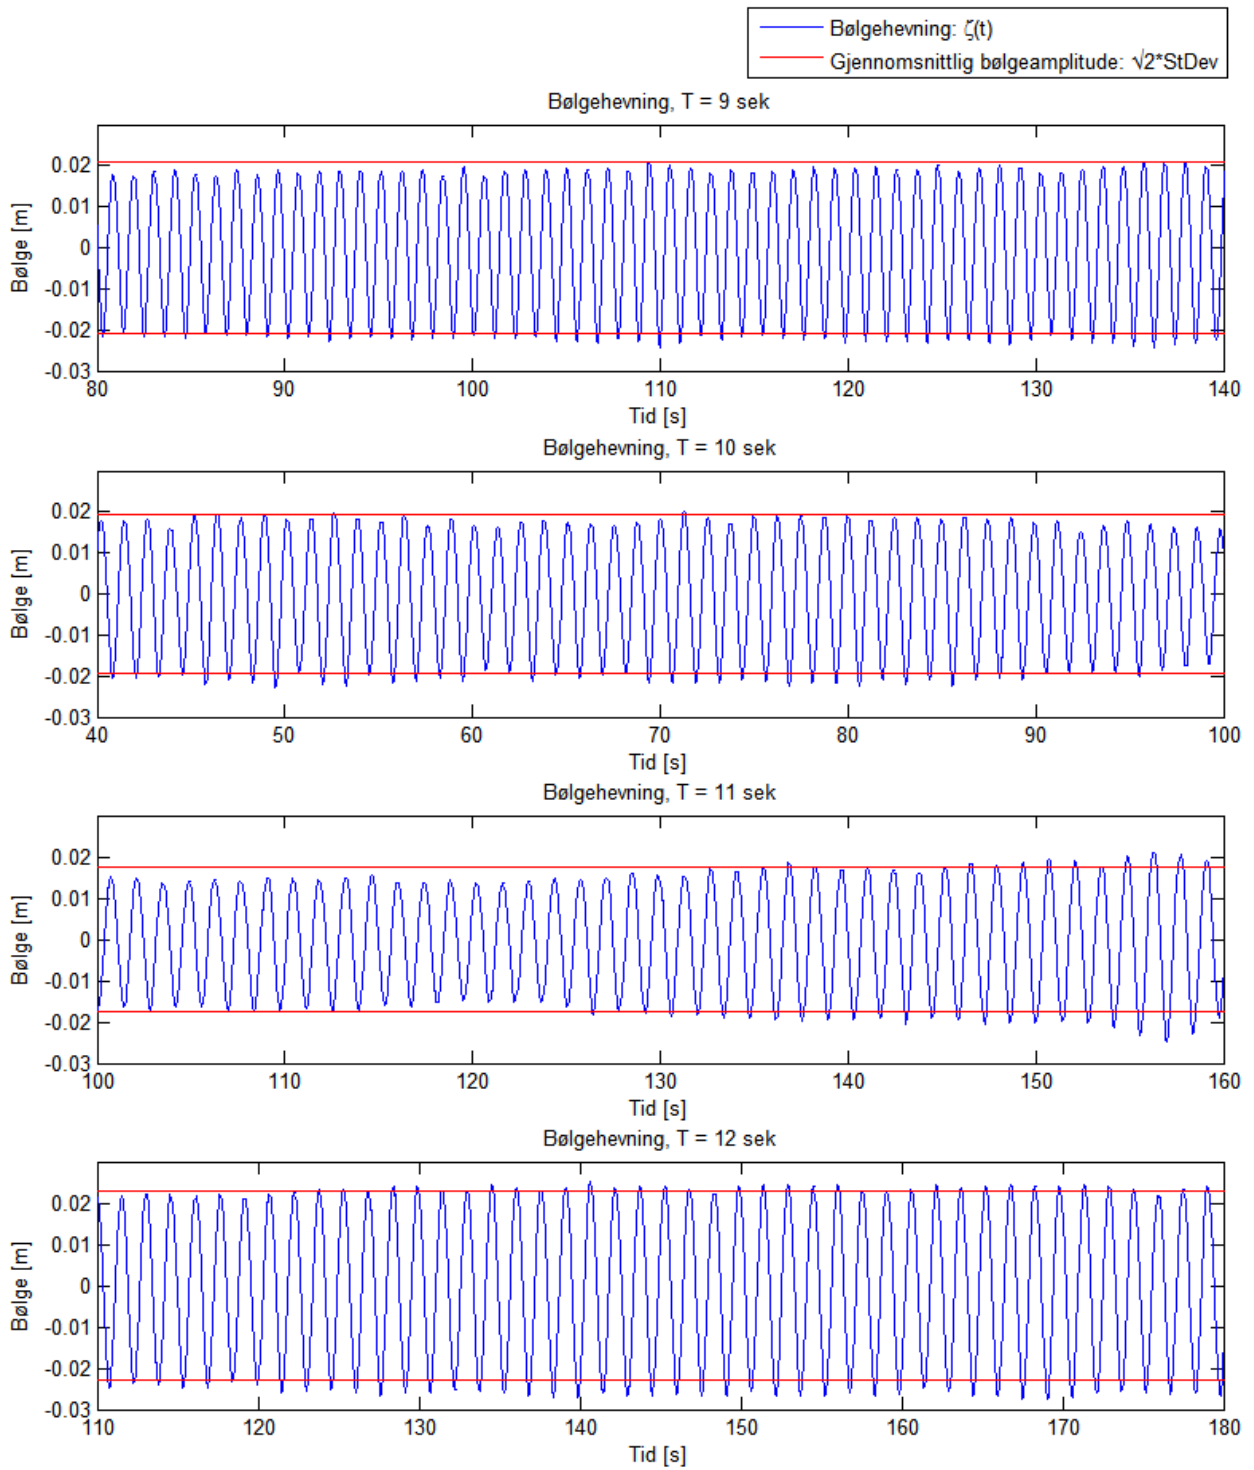 Bølgehevning: ζ(t)
Gjennomsnittlig bølgeamplitude: √2*StDev
Bølgehevning, T = 9 sek
Bølge [m]
0.02
0.01
0
-0.01
-0.02
-0.03
80 90 100 110 120 130 140
Tid [s]
Bølgehevning, T = 10 sek
Bølge [m]
0.02
0.01
0
-0.01
-0.02
-0.03
40 50 60 70 80 90 100
Tid [s]
Bølgehevning, T = 11 sek
Bølge [m]
0.02
0.01
0
-0.01
-0.02
-0.03
100 110 120 130 140 150 160
Tid [s]
Bølgehevning, T = 12 sek
Bølge [m]
0.02
0.01
0
-0.01
-0.02
-0.03
110 120 130 140 150 160 170 180
Tid [s]